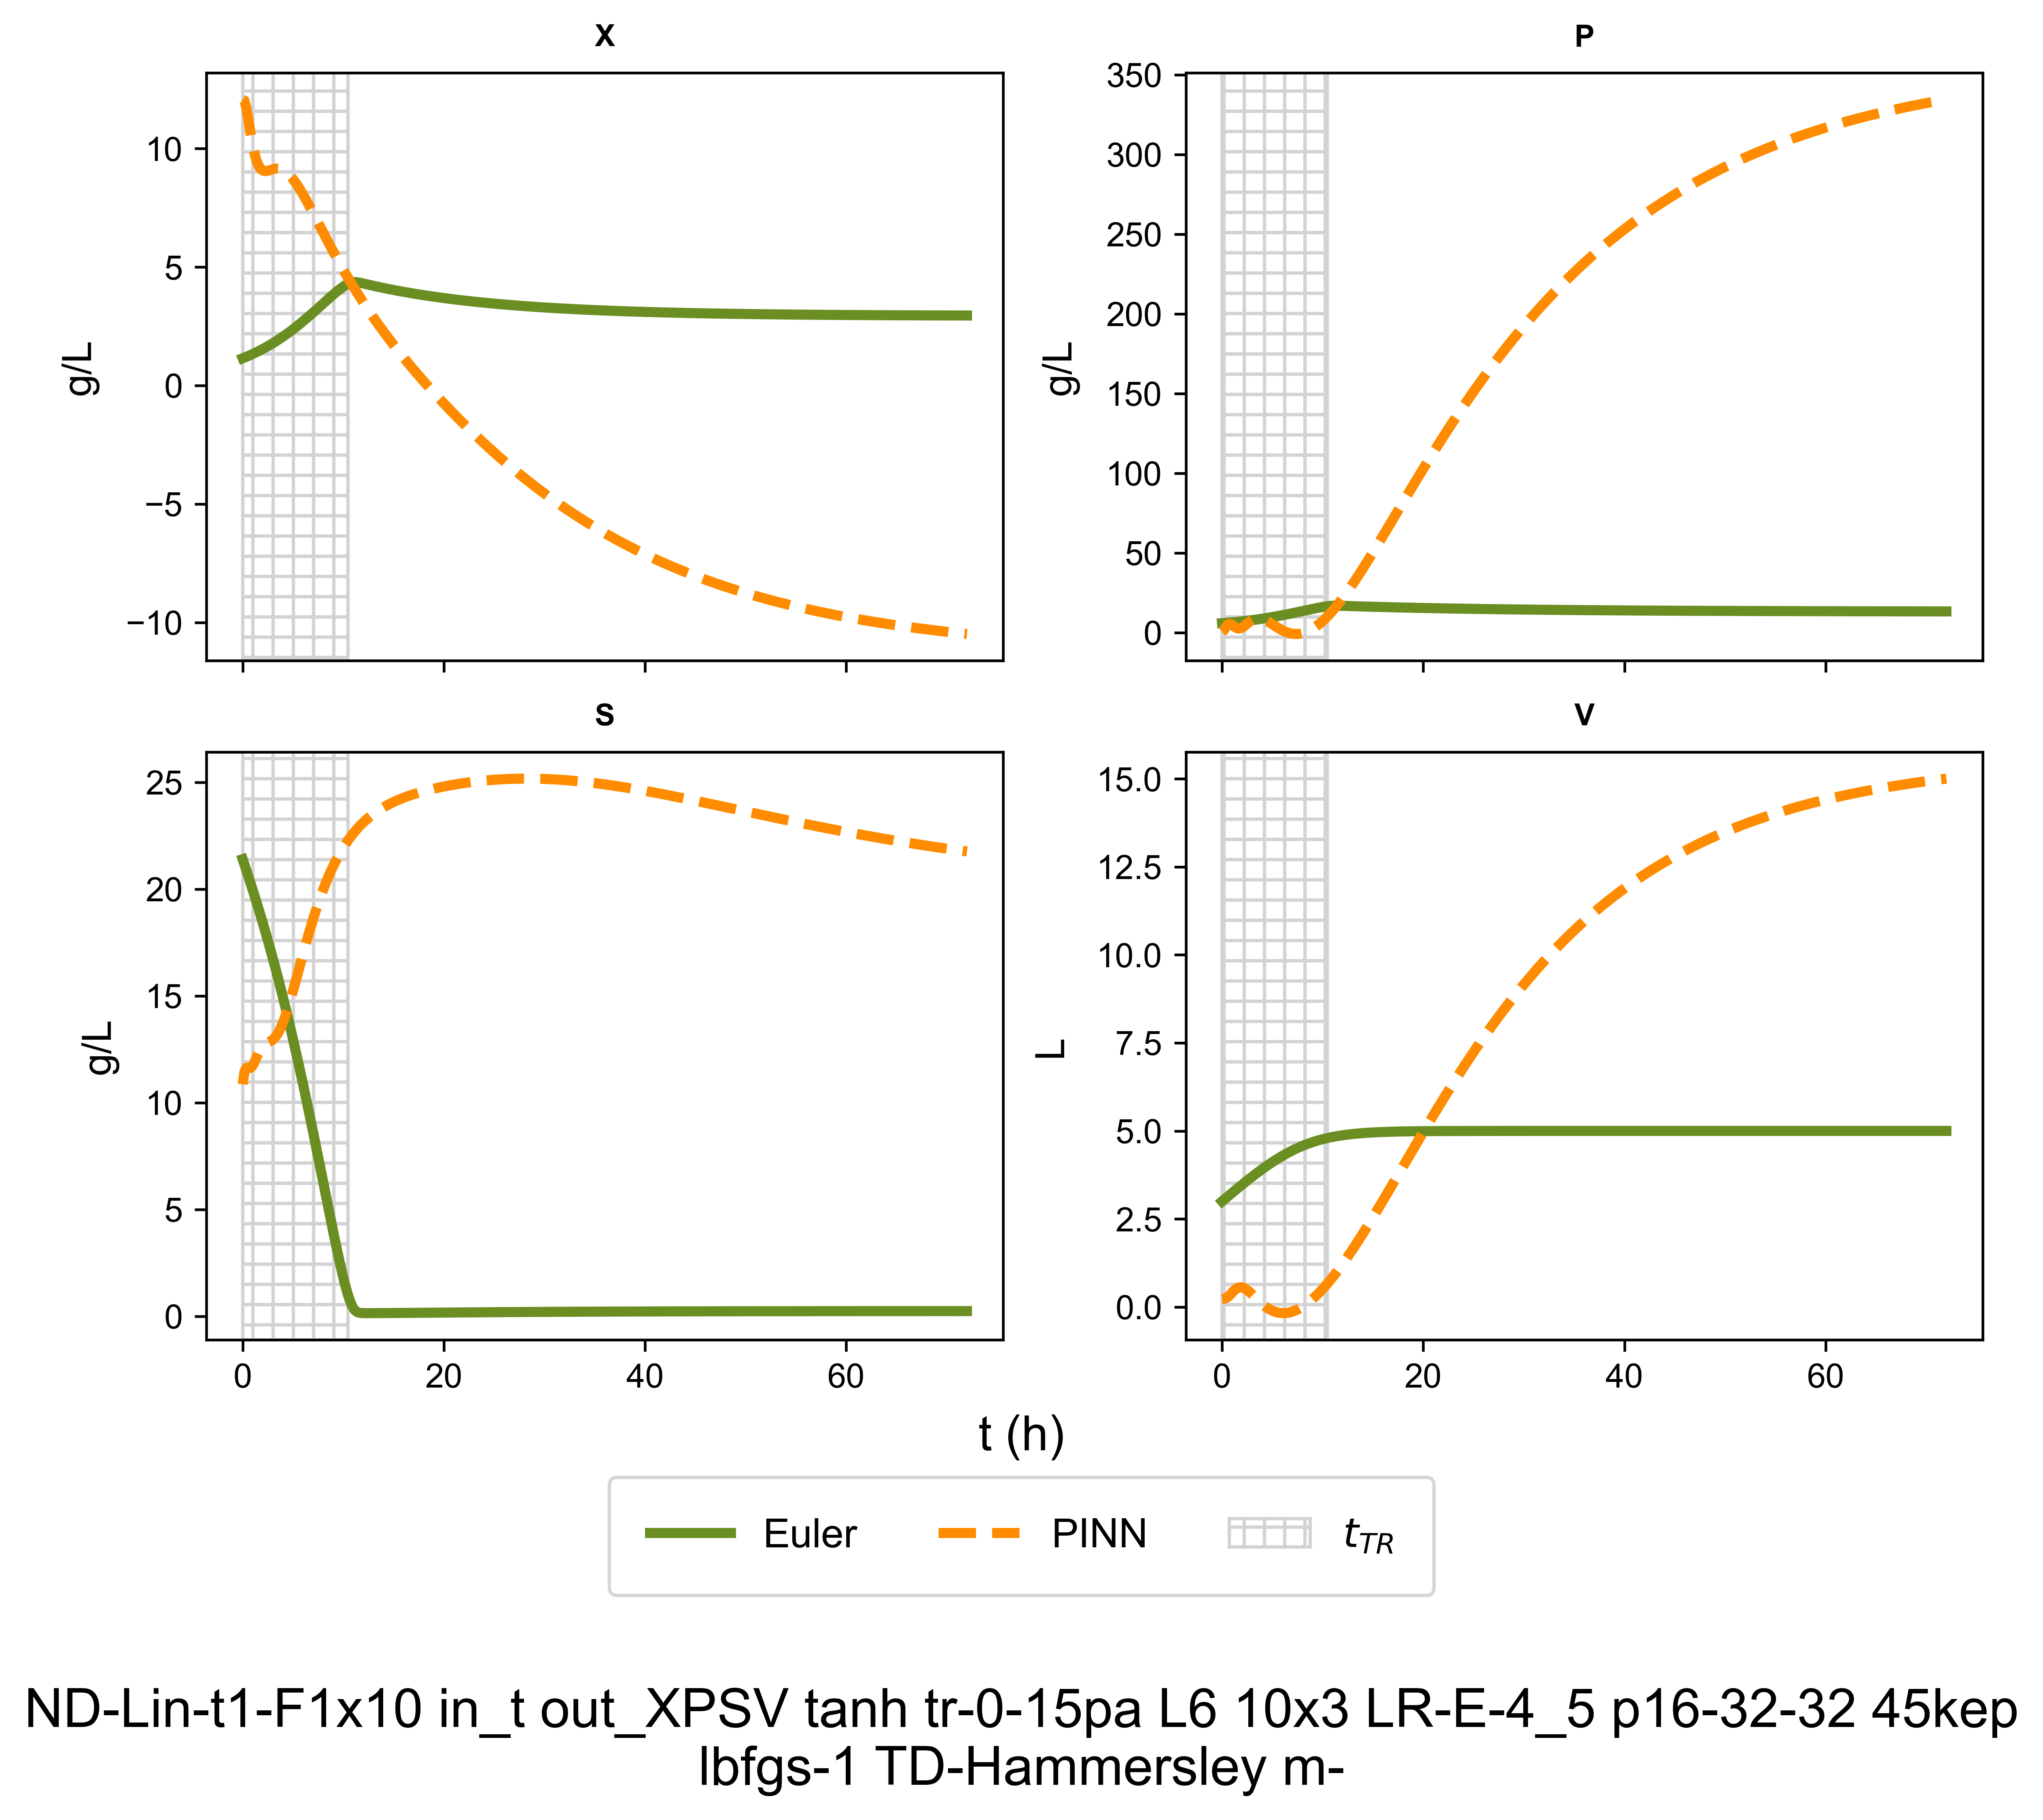 X
P
10
5
0
−5
−10
g/L
350
300
250
200
150
100
50
0
g/L
S
V
25
20
15
10
5
0
g/L
15.0
12.5
10.0
7.5
5.0
2.5
0.0
L
0 20 40 60
0 20 40 60
t (h)
Euler PINN t_TR
ND-Lin-t1-F1x10 in_t out_XPSV tanh tr-0-15pa L6 10x3 LR-E-4_5 p16-32-32 45kep
lbfgs-1 TD-Hammersley m-